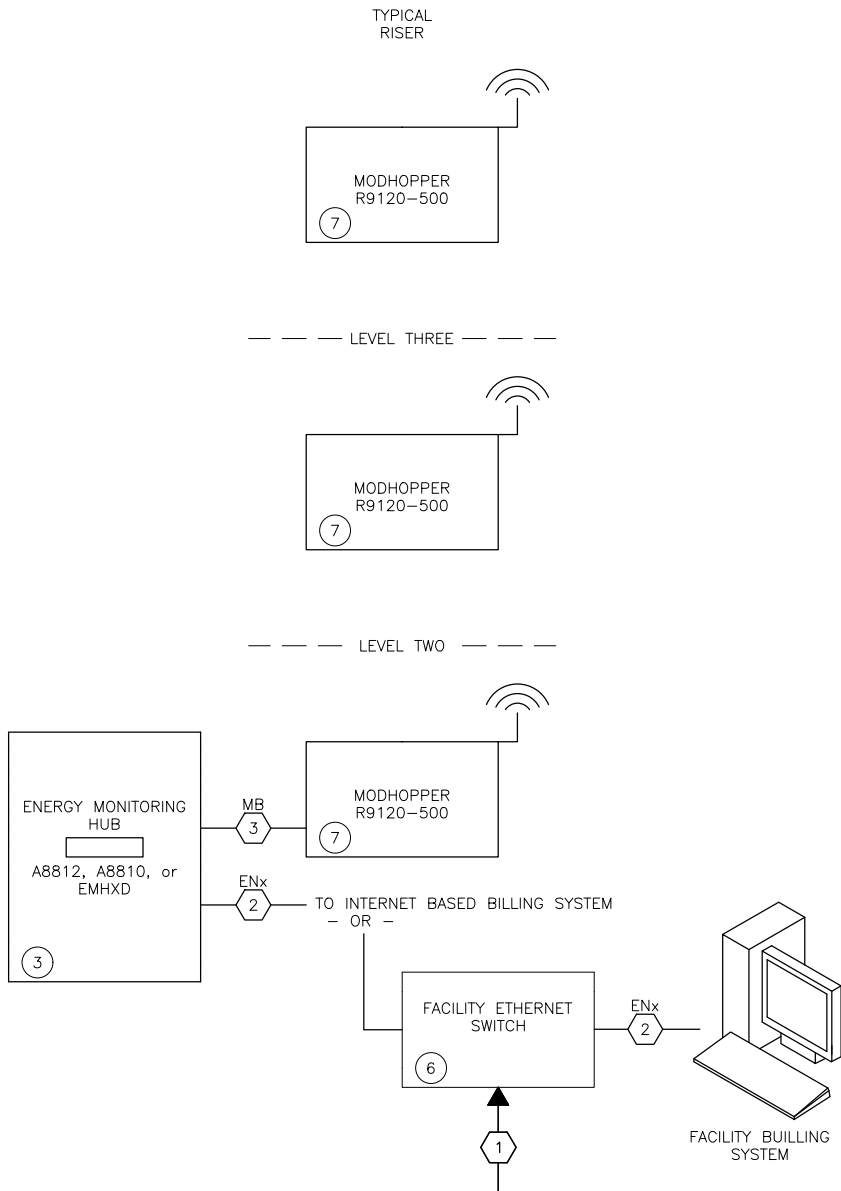 TYPICAL
RISER
MODHOPPER
R9120-500
7
LEVEL THREE
MODHOPPER
R9120-500
7
LEVEL TWO
ENERGY MONITORING
HUB
A8812, A8810, or
EMHXD
3
MB
3
MODHOPPER
R9120-500
7
ENx
2
TO INTERNET BASED BILLING SYSTEM
- OR -
FACILITY ETHERNET
SWITCH
6
ENx
2
FACILITY BUILLING
SYSTEM
1